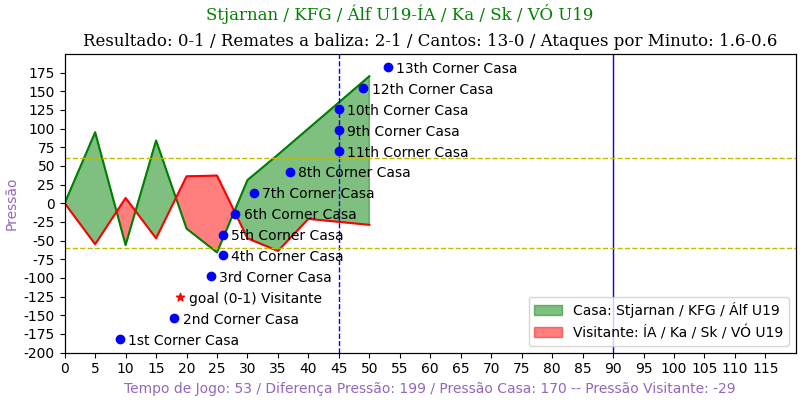 Stjarnan / KFG / Álf U19-ÍA / Ka / Sk / VÓ U19
Resultado: 0-1 / Remates a baliza: 2-1 / Cantos: 13-0 / Ataques por Minuto: 1.6-0.6
175
150
125
100
75
50
25
0
-25
-50
-75
-100
-125
-150
-175
-200
Pressão
13th Corner Casa
12th Corner Casa
10th Corner Casa
9th Corner Casa
11th Corner Casa
8th Corner Casa
7th Corner Casa
6th Corner Casa
5th Corner Casa
4th Corner Casa
3rd Corner Casa
goal (0-1) Visitante
2nd Corner Casa
1st Corner Casa
Casa: Stjarnan / KFG / Álf U19
Visitante: ÍA / Ka / Sk / VÓ U19
0 5 10 15 20 25 30 35 40 45 50 55 60 65 70 75 80 85 90 95 100 105 110 115
Tempo de Jogo: 53 / Diferença Pressão: 199 / Pressão Casa: 170 -- Pressão Visitante: -29